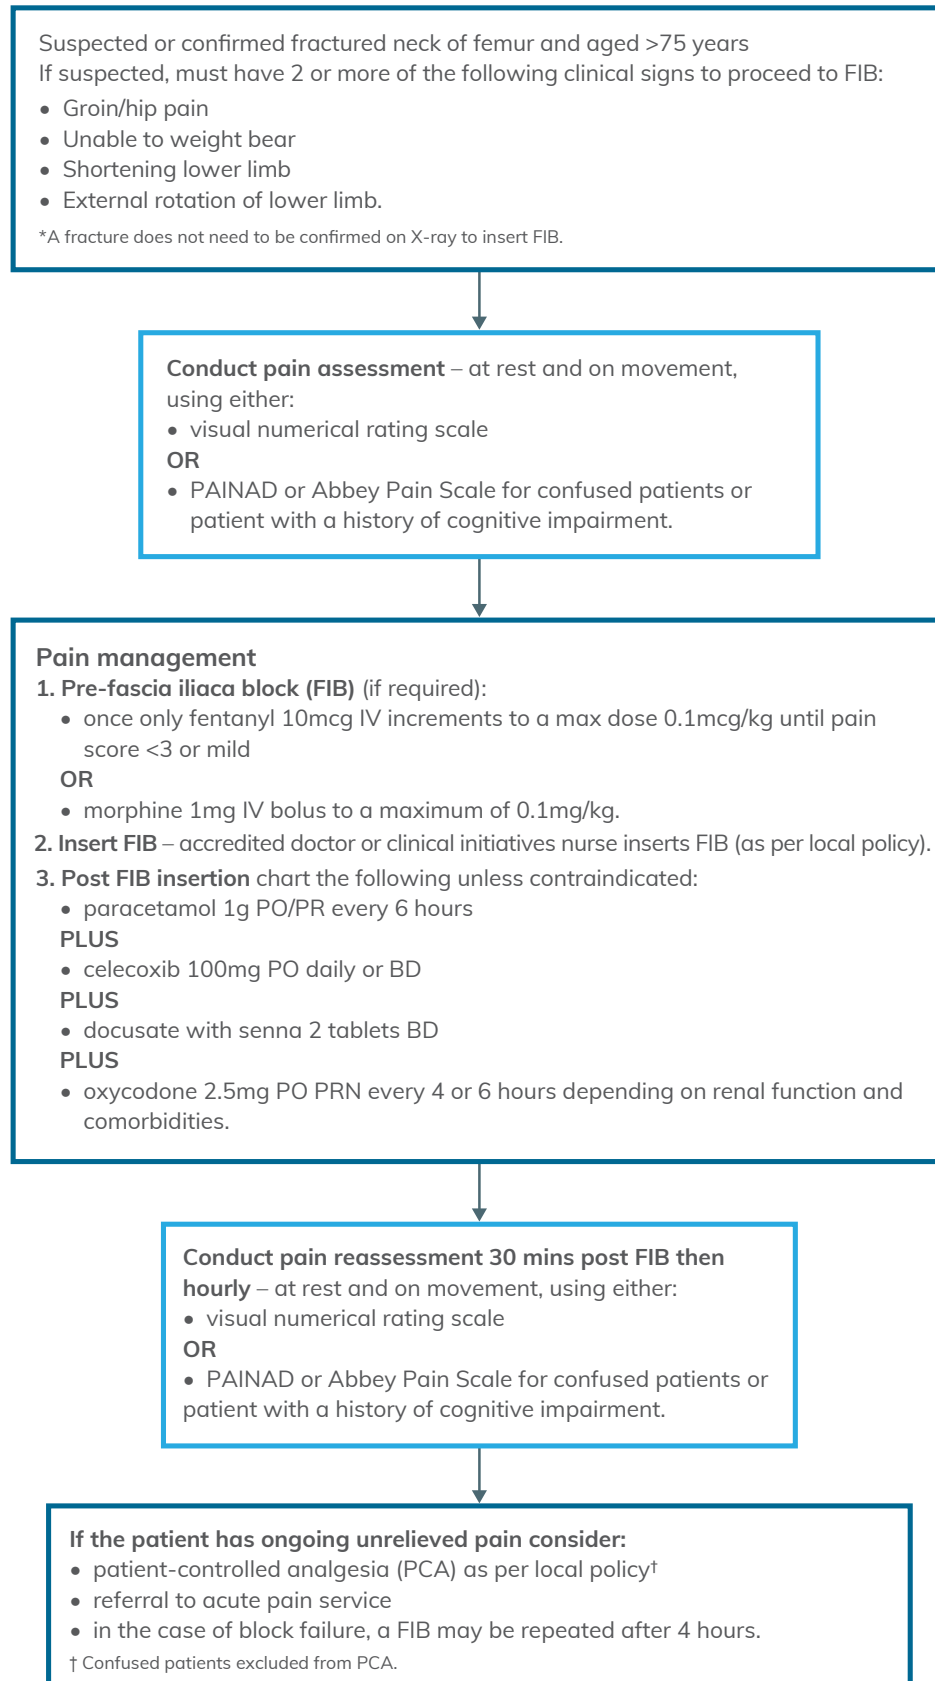 Suspected or confirmed fractured neck of femur and aged >75 years
If suspected, must have 2 or more of the following clinical signs to proceed to FIB:
• Groin/hip pain
• Unable to weight bear
• Shortening lower limb
• External rotation of lower limb.
*A fracture does not need to be confirmed on X-ray to insert FIB.
Conduct pain assessment – at rest and on movement,
using either:
• visual numerical rating scale
OR
• PAINAD or Abbey Pain Scale for confused patients or
patient with a history of cognitive impairment.
Pain management
1. Pre-fascia iliaca block (FIB) (if required):
• once only fentanyl 10mcg IV increments to a max dose 0.1mcg/kg until pain
score <3 or mild
OR
• morphine 1mg IV bolus to a maximum of 0.1mg/kg.
2. Insert FIB – accredited doctor or clinical initiatives nurse inserts FIB (as per local policy).
3. Post FIB insertion chart the following unless contraindicated:
• paracetamol 1g PO/PR every 6 hours
PLUS
• celecoxib 100mg PO daily or BD
PLUS
• docusate with senna 2 tablets BD
PLUS
• oxycodone 2.5mg PO PRN every 4 or 6 hours depending on renal function and
comorbidities.
Conduct pain reassessment 30 mins post FIB then
hourly – at rest and on movement, using either:
• visual numerical rating scale
OR
• PAINAD or Abbey Pain Scale for confused patients or
patient with a history of cognitive impairment.
If the patient has ongoing unrelieved pain consider:
• patient-controlled analgesia (PCA) as per local policy†
• referral to acute pain service
• in the case of block failure, a FIB may be repeated after 4 hours.
† Confused patients excluded from PCA.